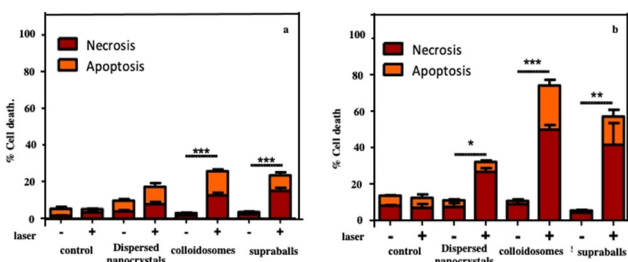 a
% Cell death.
100
80
60
40
20
0
Necrosis
Apoptosis
***
***
laser - + - + - + - +
control Dispersed nanocrystals colloidosomes supraballs
b
% Cell death
100
80
60
40
20
0
Necrosis
Apoptosis
*
***
**
laser - + - + - + - +
control Dispersed nanocrystals colloidosomes supraballs